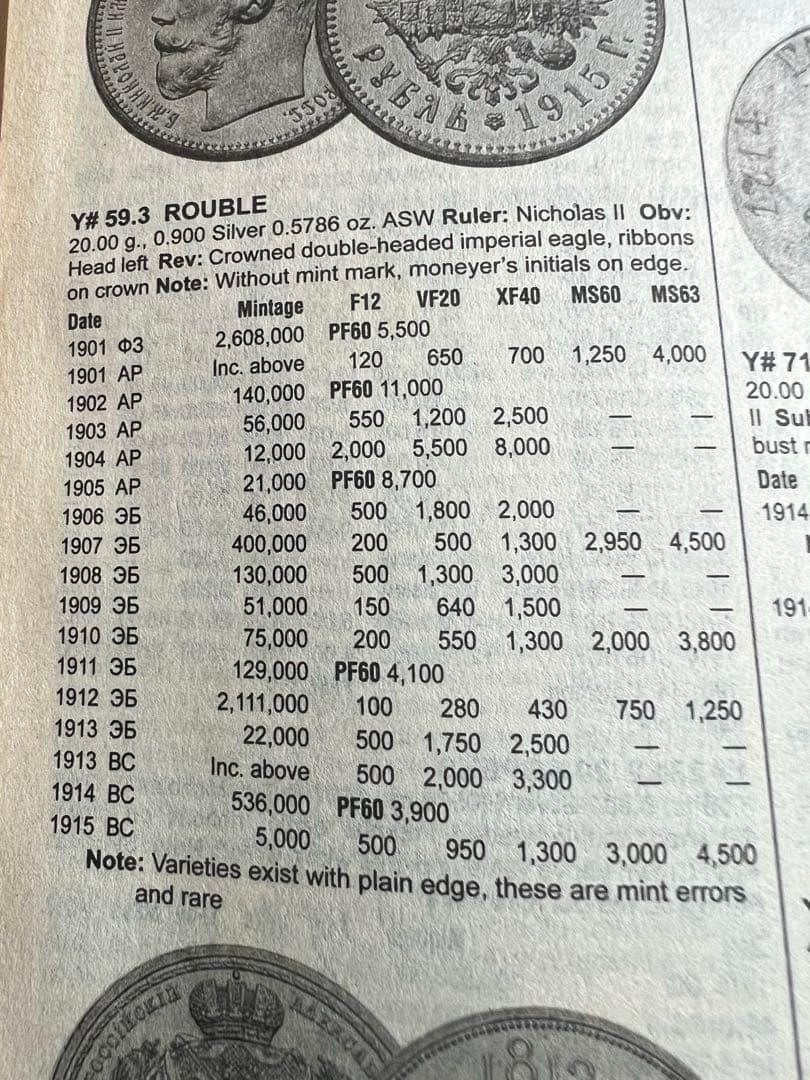 РУБЛЬ 1915 Г.
Y# 59.3 ROUBLE
20.00 g., 0.900 Silver 0.5786 oz. ASW Ruler: Nicholas II Obv:
Head left Rev: Crowned double-headed imperial eagle, ribbons
on crown Note: Without mint mark, moneyer's initials on edge.
Date Mintage F12 VF20 XF40 MS60 MS63
1901 ФЗ 2,608,000 PF60 5,500
1901 AP Inc. above 120 650 700 1,250 4,000
1902 AP 140,000 PF60 11,000
1903 AP 56,000 550 1,200 2,500 — —
1904 AP 12,000 2,000 5,500 8,000 — —
1905 AP 21,000 PF60 8,700
1906 ЭБ 46,000 500 1,800 2,000 — —
1907 ЭБ 400,000 200 500 1,300 2,950 4,500
1908 ЭБ 130,000 500 1,300 3,000 — —
1909 ЭБ 51,000 150 640 1,500 — —
1910 ЭБ 75,000 200 550 1,300 2,000 3,800
1911 ЭБ 129,000 PF60 4,100
1912 ЭБ 2,111,000 100 280 430 750 1,250
1913 ЭБ 22,000 500 1,750 2,500 — —
1913 BC Inc. above 500 2,000 3,300 — —
1914 BC 536,000 PF60 3,900
1915 BC 5,000 500 950 1,300 3,000 4,500
Note: Varieties exist with plain edge, these are mint errors
and rare
1812
Y# 71
20.00
II
bust
Date
1914